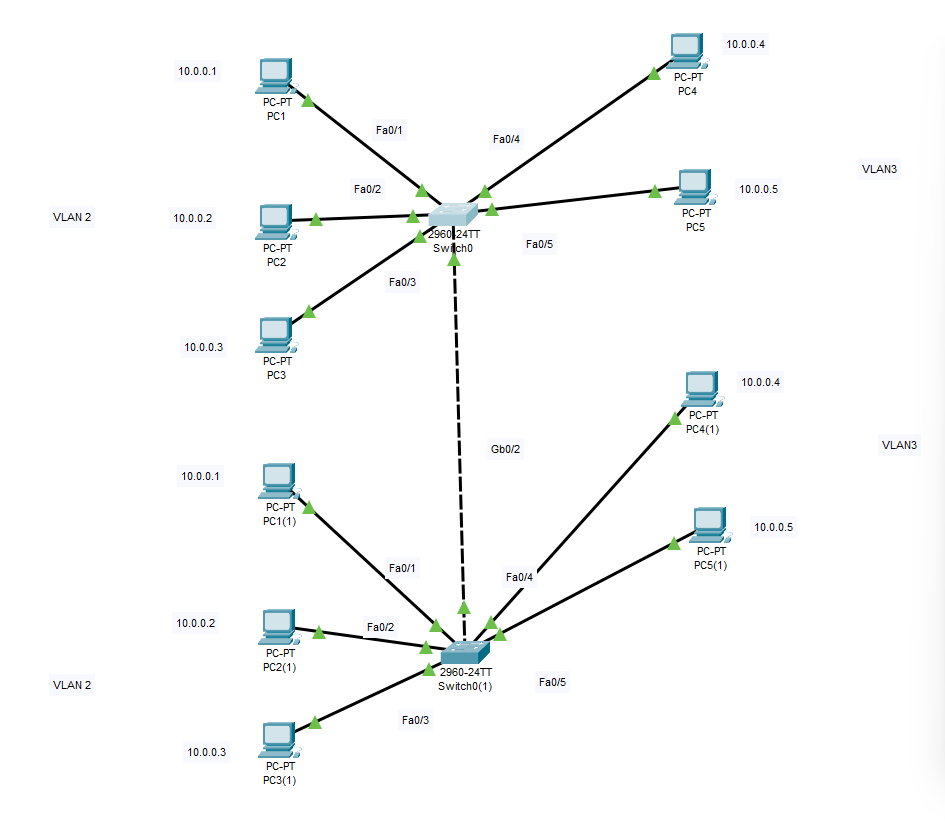 10.0.0.1
PC-PT
PC1
Fa0/1
10.0.0.4
PC-PT
PC4
Fa0/4
VLAN 2
10.0.0.2
PC-PT
PC2
Fa0/2
2960-24TT
Switch0
10.0.0.5
PC-PT
PC5
Fa0/5
VLAN3
Fa0/3
10.0.0.3
PC-PT
PC3
Gb0/2
10.0.0.4
PC-PT
PC4(1)
VLAN3
10.0.0.1
PC-PT
PC1(1)
Fa0/1
Fa0/4
10.0.0.5
PC-PT
PC5(1)
10.0.0.2
PC-PT
PC2(1)
Fa0/2
2960-24TT
Switch0(1)
Fa0/5
VLAN 2
Fa0/3
10.0.0.3
PC-PT
PC3(1)